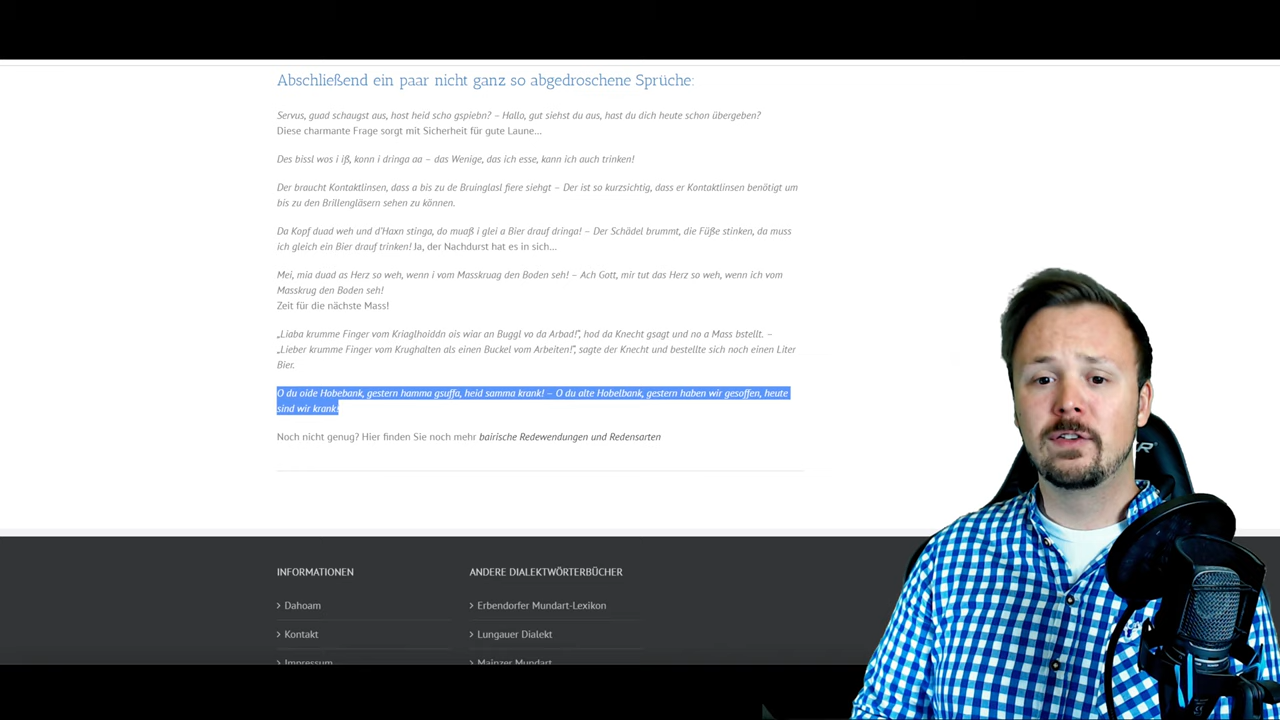 Abschließend ein paar nicht ganz so abgedroschene Sprüche:
Servus, guad schaugst aus, host heid scho gspiebn? – Hallo, gut siehst du aus, hast du dich heute schon übergeben?
Diese charmante Frage sorgt mit Sicherheit für gute Laune…
Des bissl wos i iß, konn i dringa aa – das Wenige, das ich esse, kann ich auch trinken!
Der braucht Kontaktlinsen, dass a bis zu de Bruinglasl fiere siehgt – Der ist so kurzsichtig, dass er Kontaktlinsen benötigt um
bis zu den Brillengläsern sehen zu können.
Da Kopf duad weh und d'Haxn stinga, do muaß i glei a Bier drauf dringa! – Der Schädel brummt, die Füße stinken, da muss
ich gleich ein Bier drauf trinken! Ja, der Nachdurst hat es in sich…
Mei, mia duad as Herz so weh, wenn i vom Masskruag den Boden seh! – Ach Gott, mir tut das Herz so weh, wenn ich vom
Masskrug den Boden seh!
Zeit für die nächste Mass!
„Liaba krumme Finger vom Kriaglhoiddn ois wiar an Buggl vo da Arbad!", hod da Knecht gsagt und no a Mass bstellt. –
„Lieber krumme Finger vom Krughalten als einen Buckel vom Arbeiten!", sagte der Knecht und bestellte sich noch einen Liter
Bier.
O du oide Hobebank, gestern hamma gsuffa, heid samma krank! – O du alte Hobelbank, gestern haben wir gesoffen, heute
sind wir krank!
Noch nicht genug? Hier finden Sie noch mehr bairische Redewendungen und Redensarten
INFORMATIONEN
> Dahoam
> Kontakt
> Impressum
ANDERE DIALEKTWÖRTERBÜCHER
> Erbendorfer Mundart-Lexikon
> Lungauer Dialekt
> Mainzer Mundart